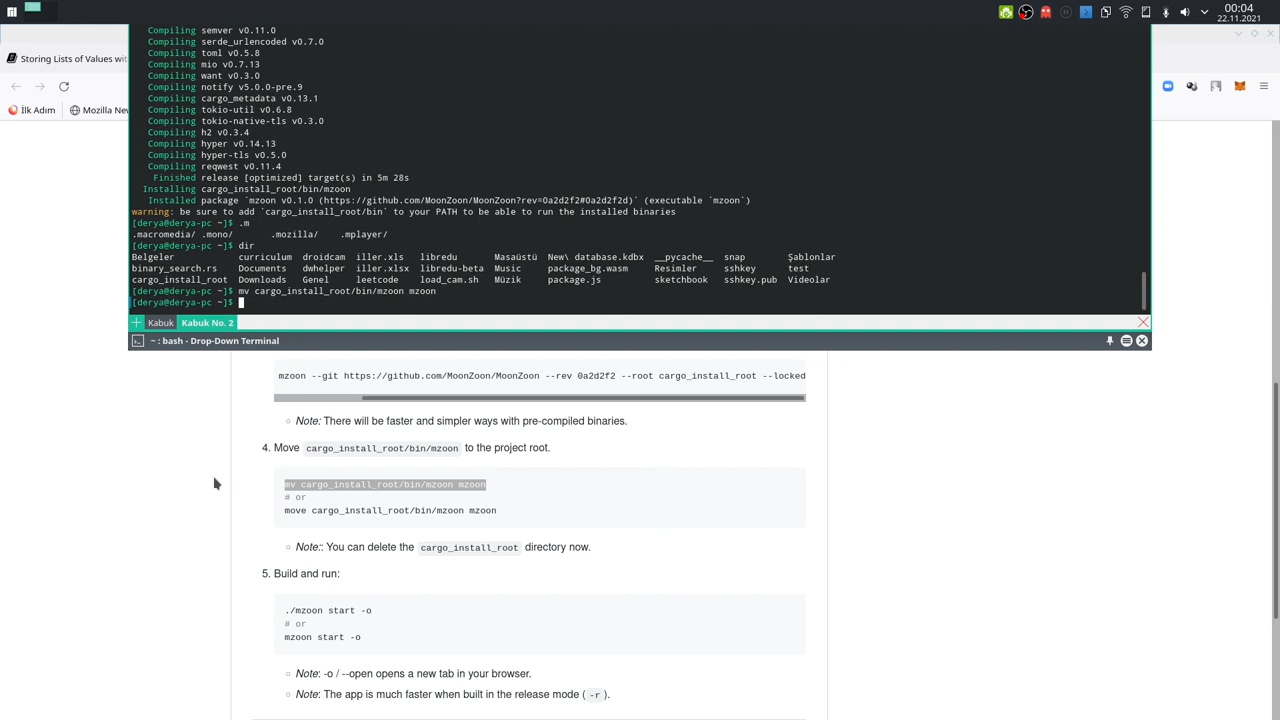 00:04
22.11.2021
Storing Lists of Values wit
İlk Adım
Mozilla New
Compiling semver v0.11.0
Compiling serde_urlencoded v0.7.0
Compiling toml v0.5.8
Compiling mio v0.7.13
Compiling want v0.3.0
Compiling notify v5.0.0-pre.9
Compiling cargo_metadata v0.13.1
Compiling tokio-util v0.6.8
Compiling tokio-native-tls v0.3.0
Compiling h2 v0.3.4
Compiling hyper v0.14.13
Compiling hyper-tls v0.5.0
Compiling reqwest v0.11.4
Finished release [optimized] target(s) in 5m 28s
Installing cargo_install_root/bin/mzoon
Installed package `mzoon v0.1.0 (https://github.com/MoonZoon/MoonZoon?rev=0a2d2f2#0a2d2f2d)` (executable `mzoon`)
warning: be sure to add `cargo_install_root/bin` to your PATH to be able to run the installed binaries
[derya@derya-pc ~]$ .m
.macromedia/ .mono/ .mozilla/ .mplayer/
[derya@derya-pc ~]$ dir
Belgeler curriculum droidcam iller.xls libredu Masaüstü New\ database.kdbx __pycache__ snap Şablonlar
binary_search.rs Documents dwhelper iller.xlsx libredu-beta Music package_bg.wasm Resimler sshkey test
cargo_install_root Downloads Genel leetcode load_cam.sh Müzik package.js sketchbook sshkey.pub Videolar
[derya@derya-pc ~]$ mv cargo_install_root/bin/mzoon mzoon
[derya@derya-pc ~]$
Kabuk Kabuk No. 2
~ : bash - Drop-Down Terminal
mzoon --git https://github.com/MoonZoon/MoonZoon --rev 0a2d2f2 --root cargo_install_root --locked
Note: There will be faster and simpler ways with pre-compiled binaries.
4. Move cargo_install_root/bin/mzoon to the project root.
mv cargo_install_root/bin/mzoon mzoon
# or
move cargo_install_root/bin/mzoon mzoon
Note:: You can delete the cargo_install_root directory now.
5. Build and run:
./mzoon start -o
# or
mzoon start -o
Note: -o / --open opens a new tab in your browser.
Note: The app is much faster when built in the release mode ( -r ).